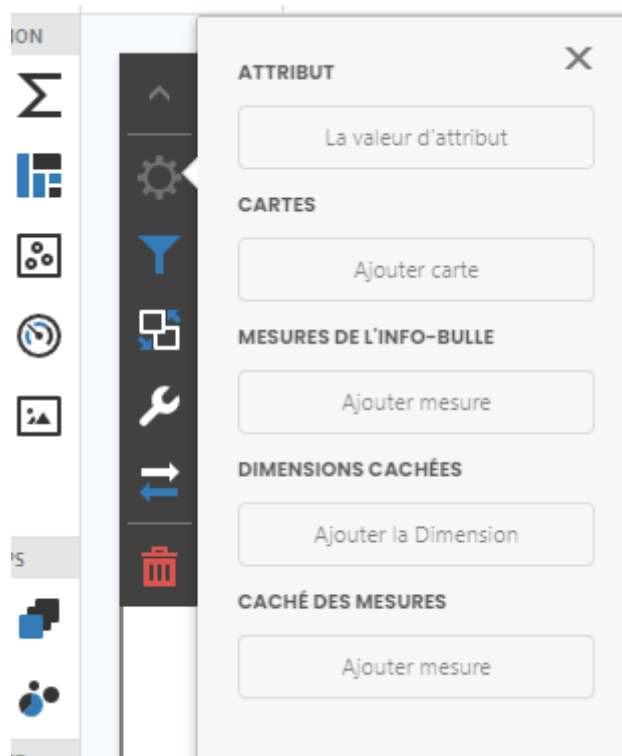 ION
ATTRIBUT
La valeur d'attribut
CARTES
Ajouter carte
MESURES DE L'INFO-BULLE
Ajouter mesure
DIMENSIONS CACHÉES
Ajouter la Dimension
CACHÉ DES MESURES
Ajouter mesure